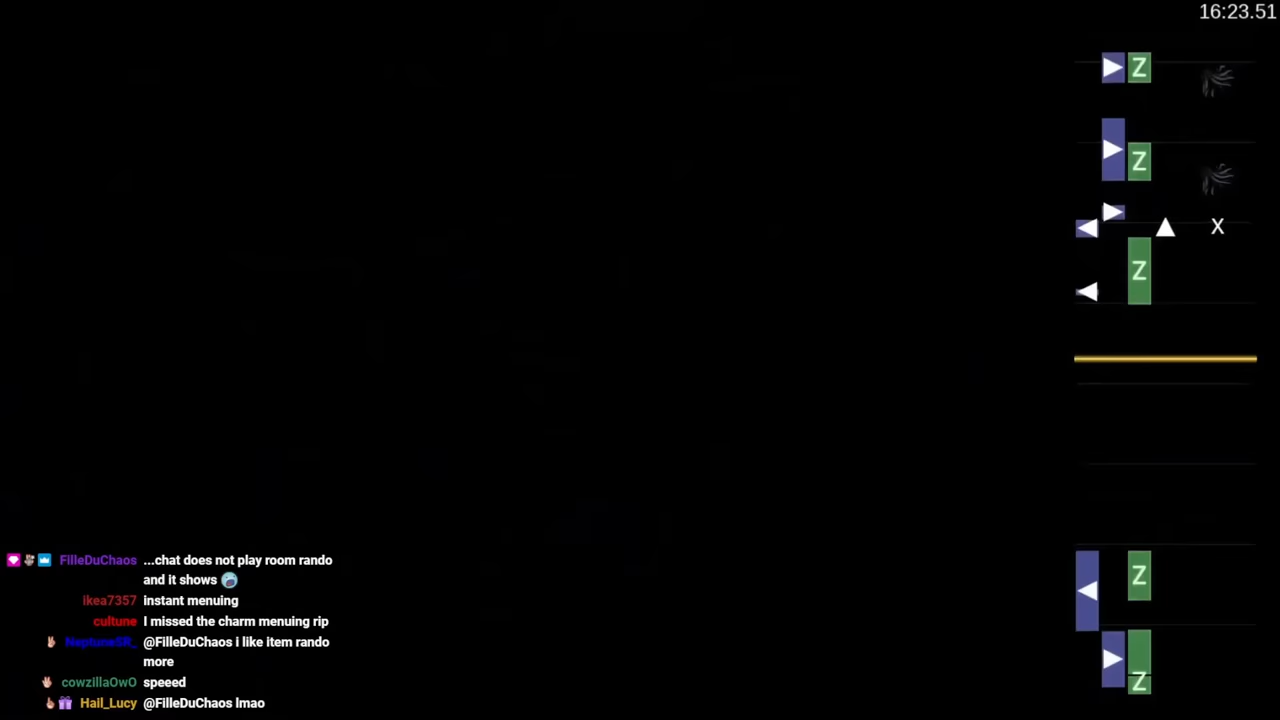 16:23.51
Z
Z
X
Z
Z
Z
FilleDuChaos ...chat does not play room rando
and it shows
ikea7357 instant menuing
cultune I missed the charm menuing rip
NeptuneSR_ @FilleDuChaos i like item rando
more
cowzillaOwO speeed
Hail_Lucy @FilleDuChaos lmao